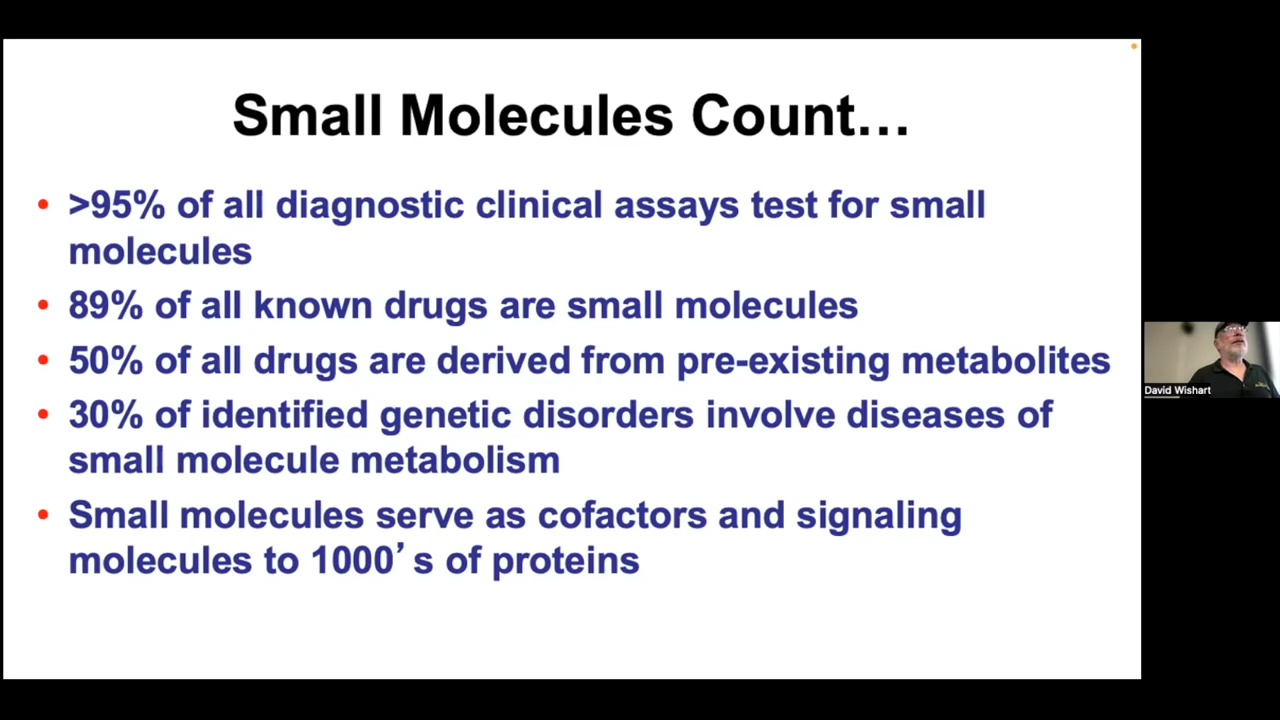 Small Molecules Count…
• >95% of all diagnostic clinical assays test for small
molecules
• 89% of all known drugs are small molecules
• 50% of all drugs are derived from pre-existing metabolites
• 30% of identified genetic disorders involve diseases of
small molecule metabolism
• Small molecules serve as cofactors and signaling
molecules to 1000’s of proteins
David Wishart